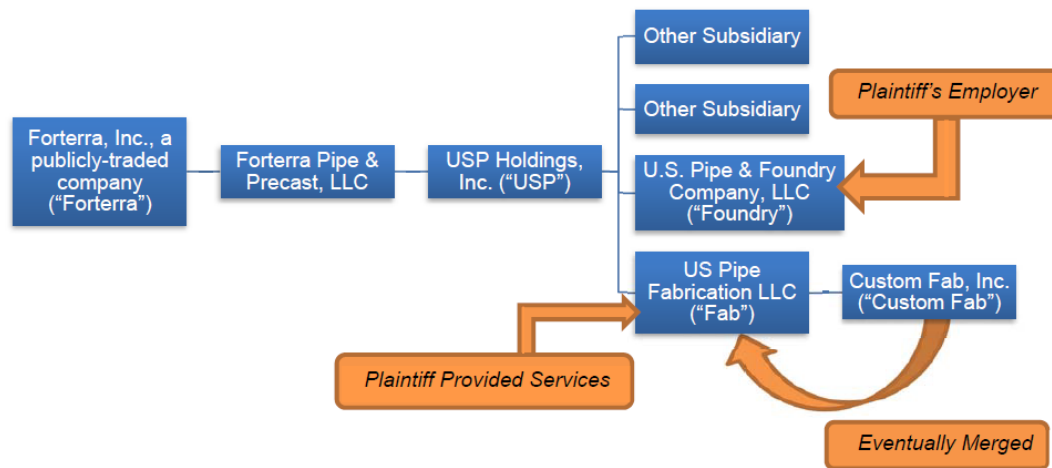 Other Subsidiary
Other Subsidiary
Plaintiff's Employer
Forterra, Inc., a
publicly-traded
company
("Forterra")
Forterra Pipe &
Precast, LLC
USP Holdings,
Inc. ("USP")
U.S. Pipe & Foundry
Company, LLC
("Foundry")
US Pipe
Fabrication LLC
("Fab")
Custom Fab, Inc.
("Custom Fab")
Plaintiff Provided Services
Eventually Merged